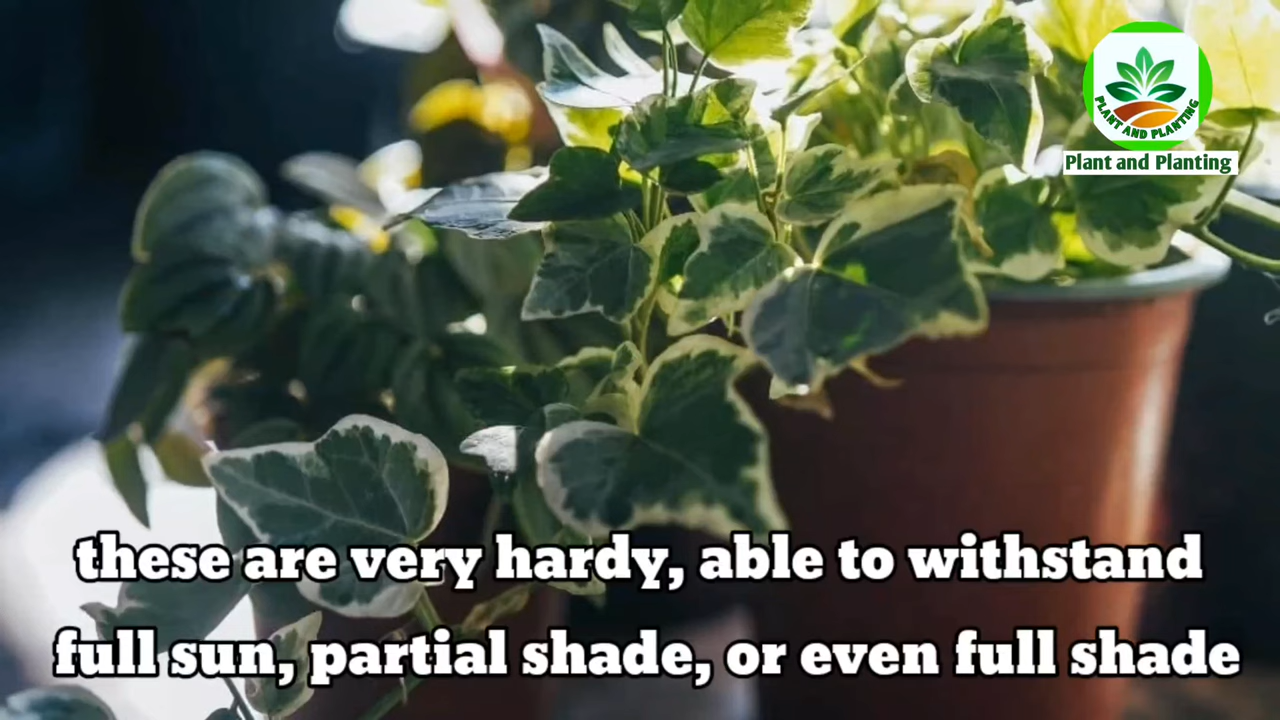 PLANT AND PLANTING
Plant and Planting
these are very hardy, able to withstand
full sun, partial shade, or even full shade